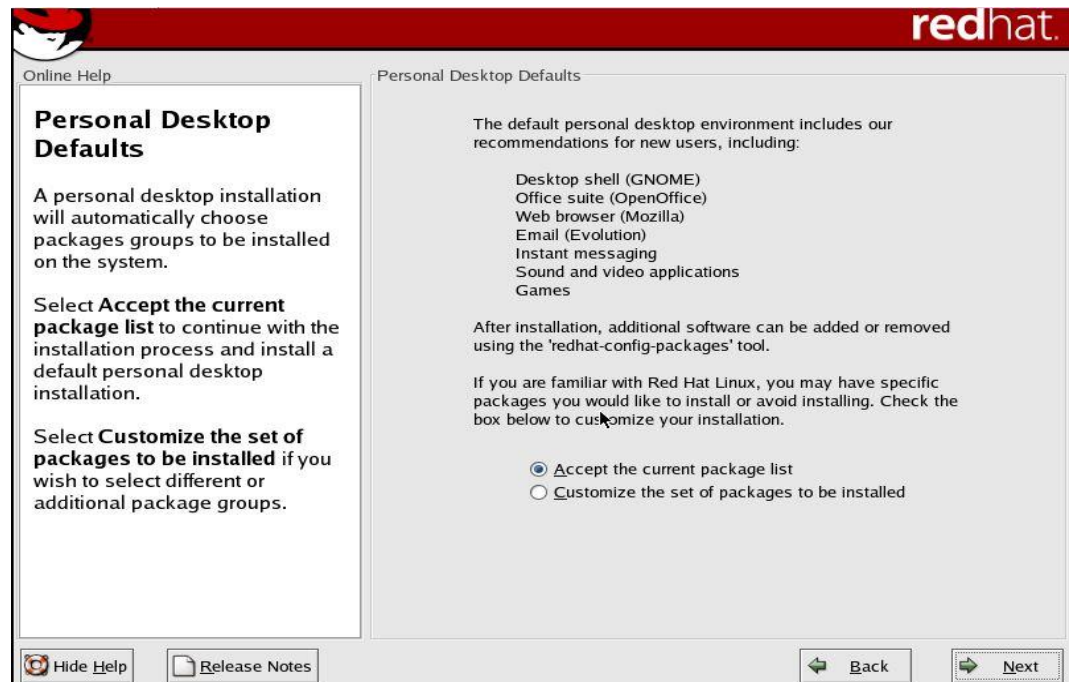 redhat.
Online Help
Personal Desktop
Defaults
A personal desktop installation
will automatically choose
packages groups to be installed
on the system.
Select Accept the current
package list to continue with the
installation process and install a
default personal desktop
installation.
Select Customize the set of
packages to be installed if you
wish to select different or
additional package groups.
Personal Desktop Defaults
The default personal desktop environment includes our
recommendations for new users, including:
Desktop shell (GNOME)
Office suite (OpenOffice)
Web browser (Mozilla)
Email (Evolution)
Instant messaging
Sound and video applications
Games
After installation, additional software can be added or removed
using the 'redhat-config-packages' tool.
If you are familiar with Red Hat Linux, you may have specific
packages you would like to install or avoid installing. Check the
box below to customize your installation.
Accept the current package list
Customize the set of packages to be installed
Hide Help
Release Notes
Back
Next